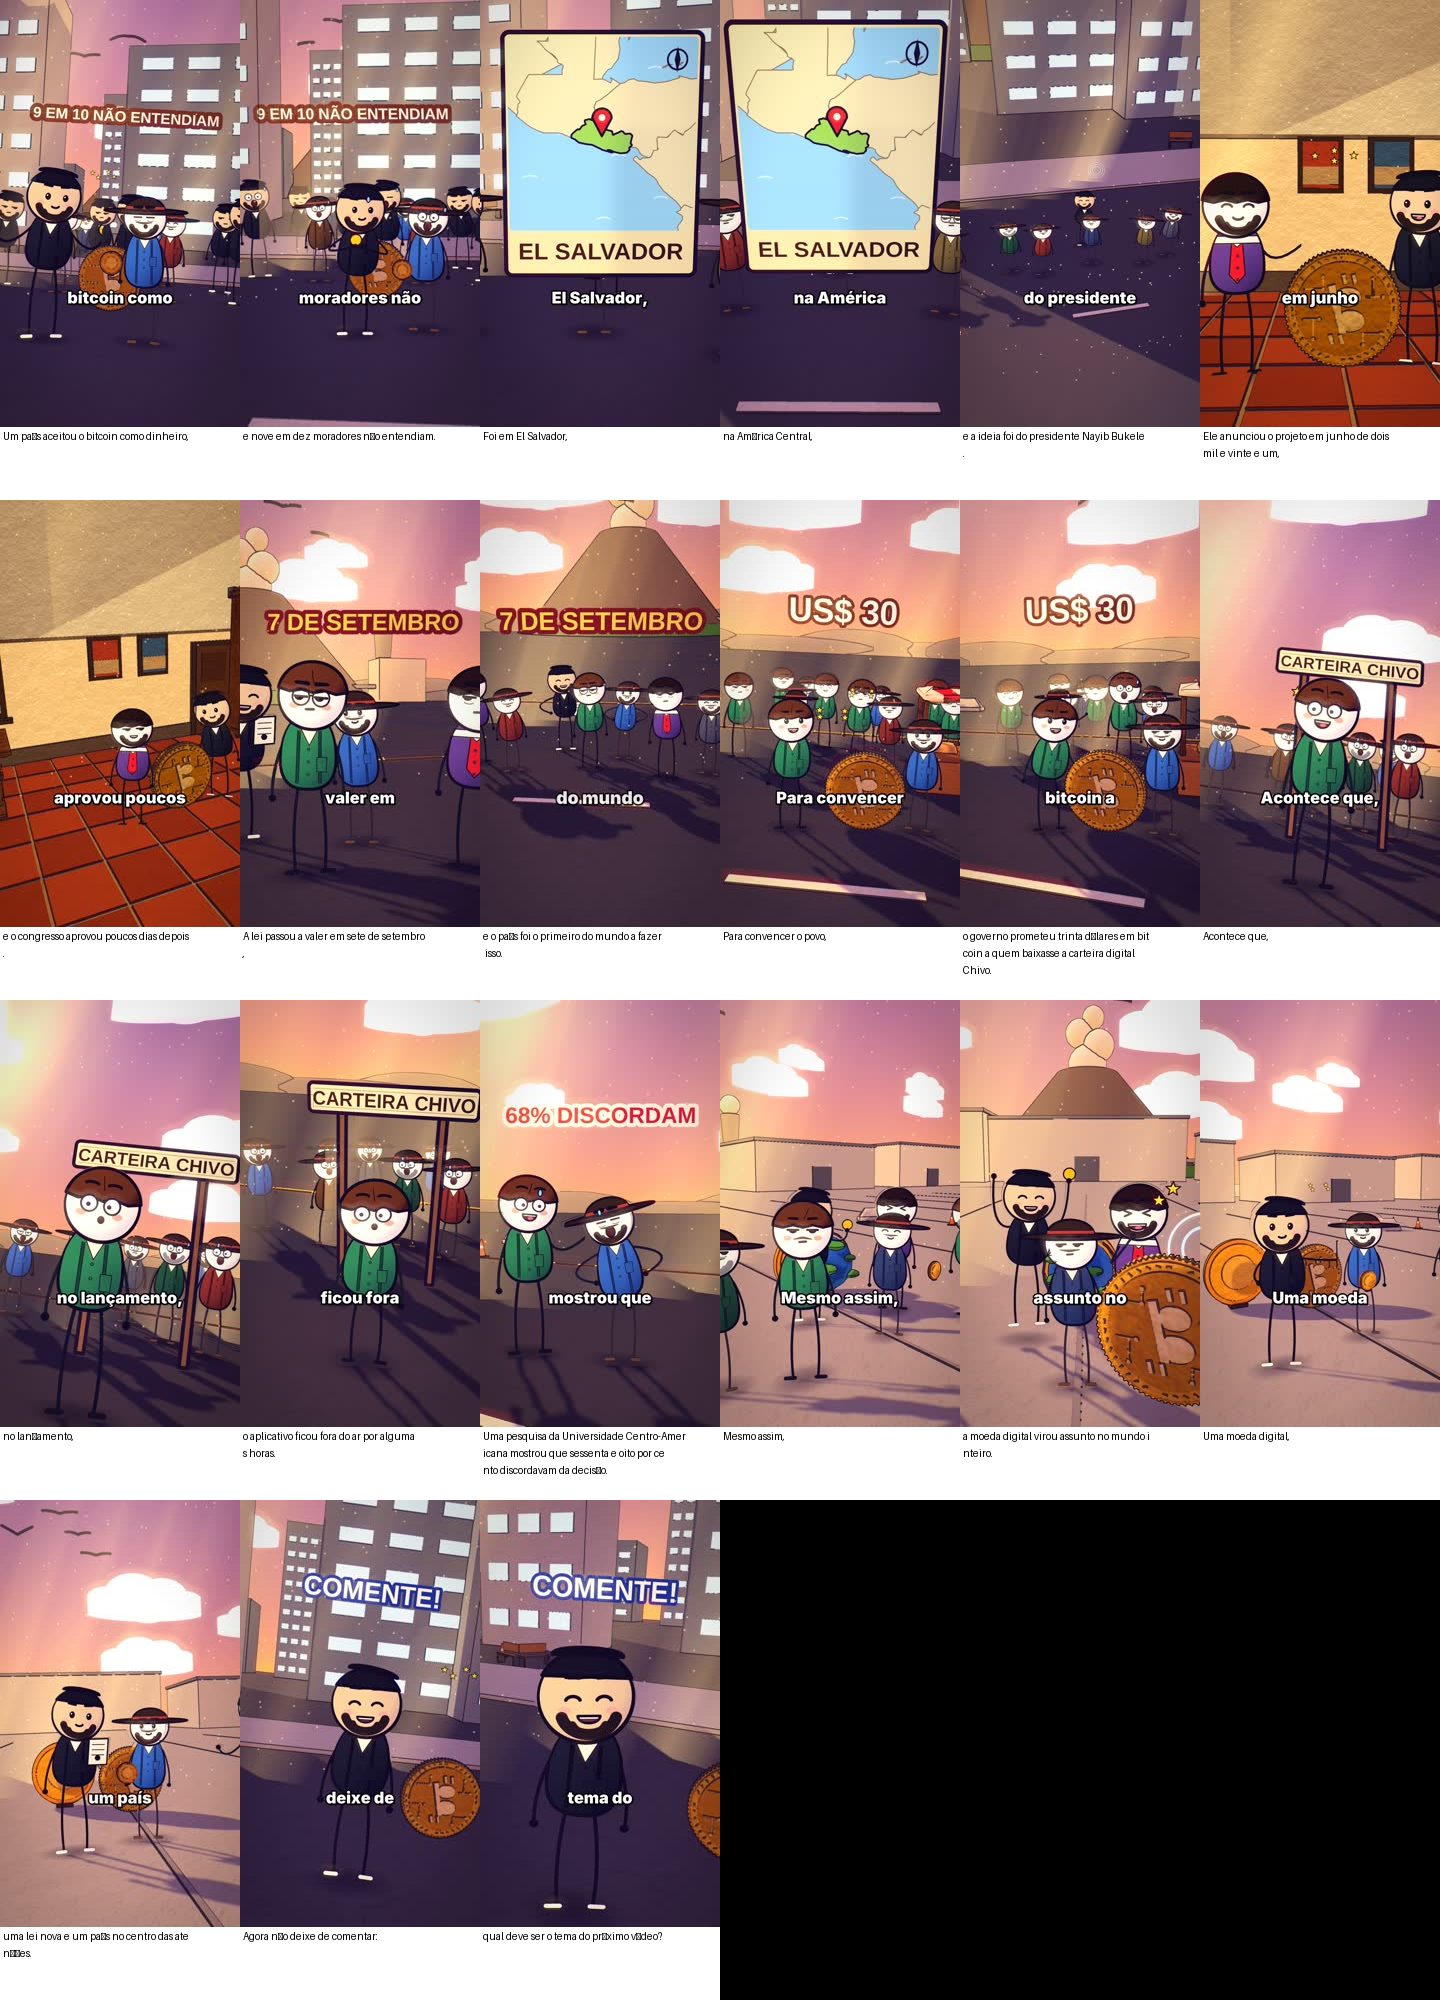 9 EM 10 NÃO ENTENDIAM
bitcoin como
Um pa s aceitou o bitcoin como dinheiro,
9 EM 10 NÃO ENTENDIAM
moradores não
e nove em dez moradores n o entendiam.
EL SALVADOR
El Salvador,
Foi em El Salvador,
EL SALVADOR
na América
na Am rica Central,
do presidente
e a ideia foi do presidente Nayib Bukele
.
em junho
Ele anunciou o projeto em junho de dois
mil e vinte e um,
aprovou poucos
e o congresso aprovou poucos dias depois
.
7 DE SETEMBRO
valer em
A lei passou a valer em sete de setembro
,
7 DE SETEMBRO
do mundo
e o pa s foi o primeiro do mundo a fazer
isso.
US$ 30
Para convencer
Para convencer o povo,
US$ 30
bitcoin a
o governo prometeu trinta d lares em bit
coin a quem baixasse a carteira digital
Chivo.
CARTEIRA CHIVO
Acontece que,
Acontece que,
CARTEIRA CHIVO
no lançamento,
no lan amento,
CARTEIRA CHIVO
ficou fora
o aplicativo ficou fora do ar por alguma
s horas.
68% DISCORDAM
mostrou que
Uma pesquisa da Universidade Centro-Amer
icana mostrou que sessenta e oito por ce
nto discordavam da decis o.
Mesmo assim,
Mesmo assim,
assunto no
a moeda digital virou assunto no mundo i
nteiro.
Uma moeda
Uma moeda digital,
um país
uma lei nova e um pa s no centro das ate
n es.
COMENTE!
deixe de
Agora n o deixe de comentar:
COMENTE!
tema do
qual deve ser o tema do pr ximo v deo?